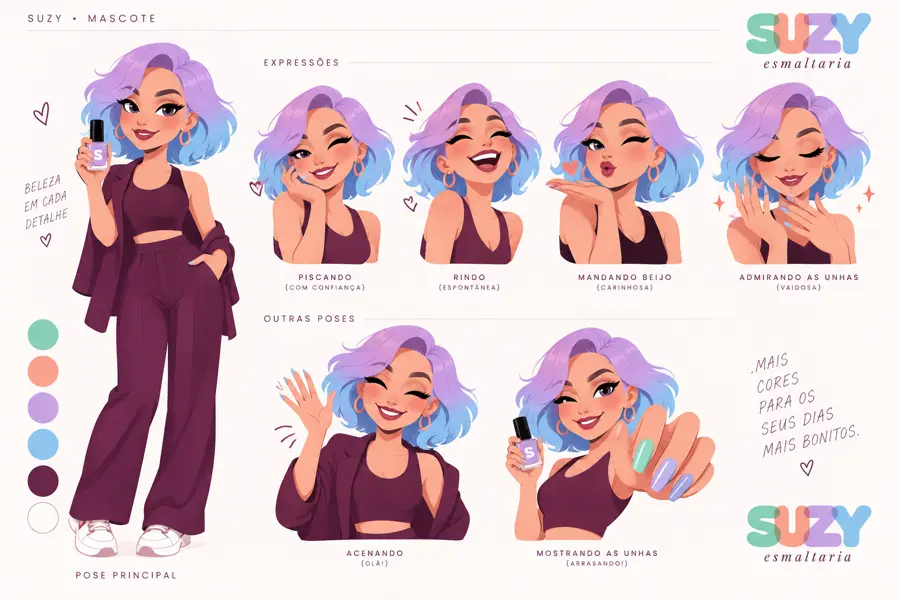 SUZY • MASCOTE
SUZY
esmaltaria
EXPRESSÕES
BELEZA
EM CADA
DETALHE
S
PISCANDO
(COM CONFIANÇA)
RINDO
(ESPONTÂNEA)
MANDANDO BEIJO
(CARINHOSA)
ADMIRANDO AS UNHAS
(VAIDOSA)
OUTRAS POSES
S
.MAIS
CORES
PARA OS
SEUS DIAS
MAIS BONITOS.
ACENANDO
(OLÁ!)
MOSTRANDO AS UNHAS
(ARRASANDO!)
SUZY
esmaltaria
POSE PRINCIPAL